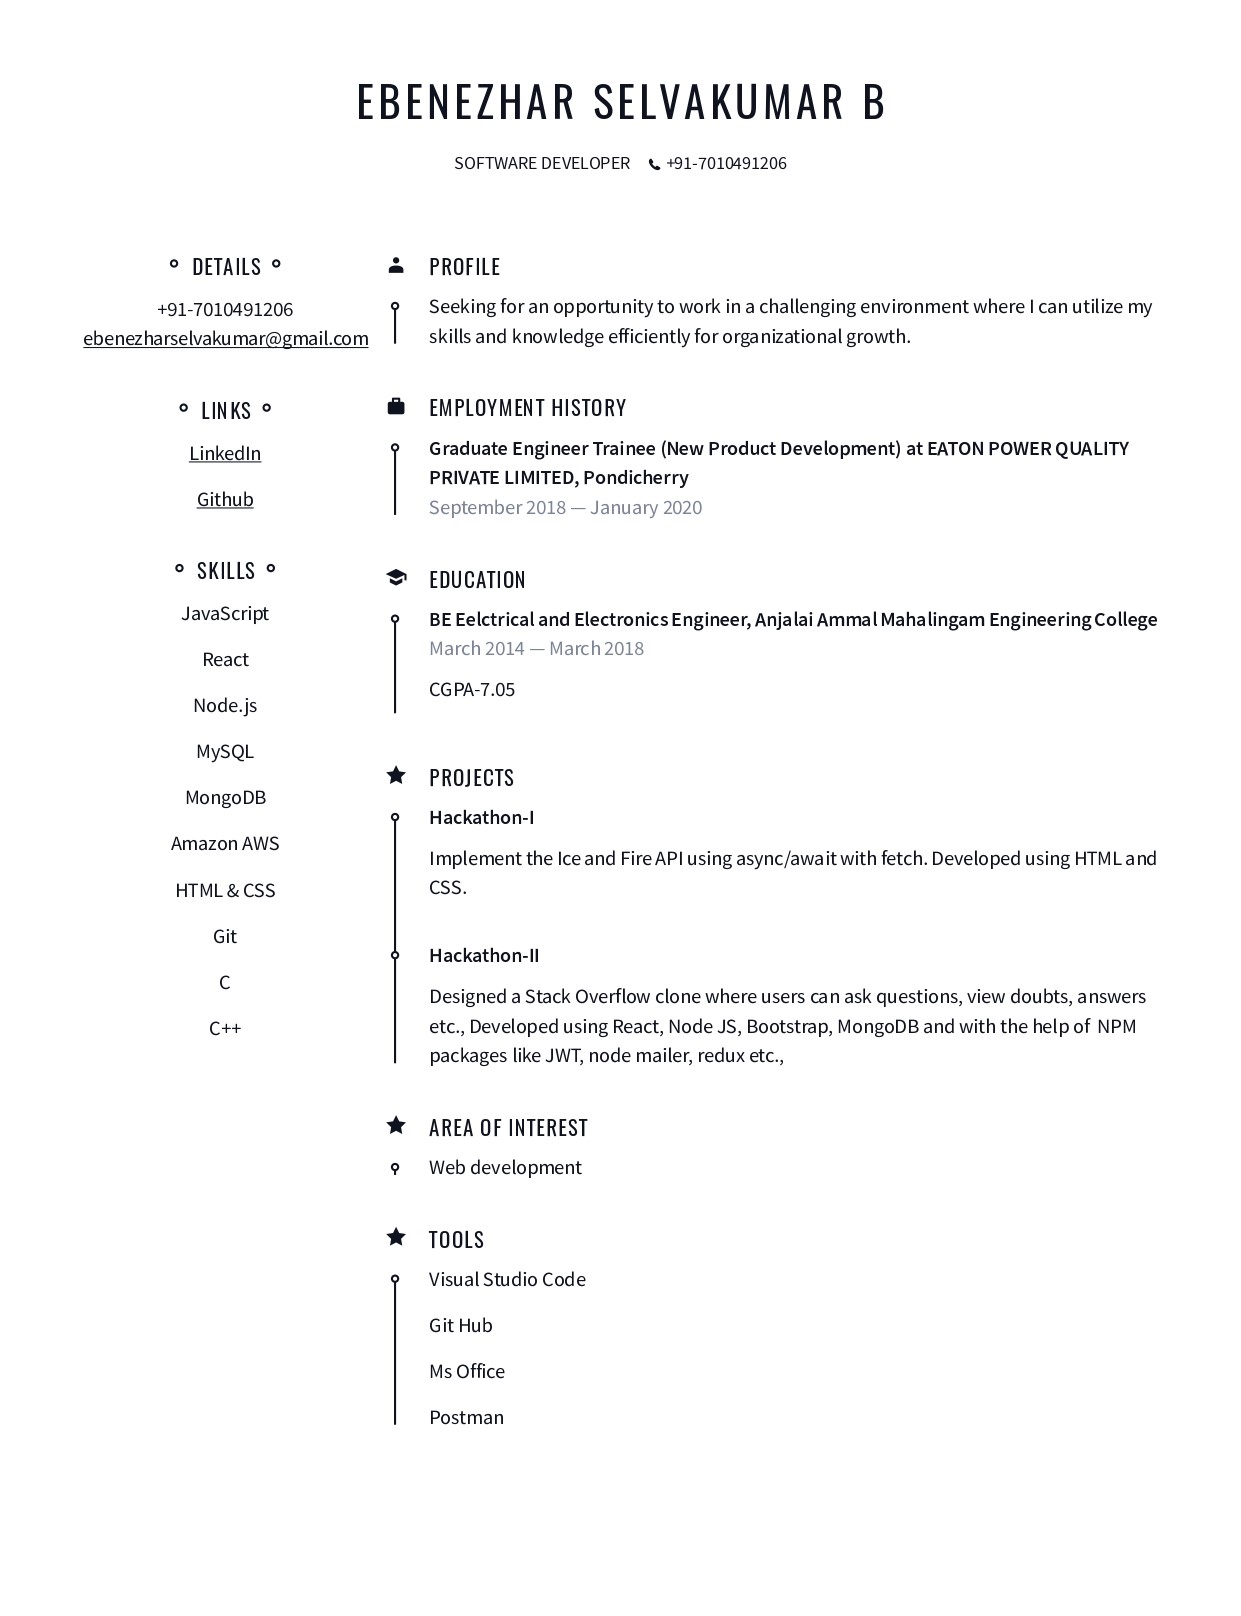 EBENEZHAR SELVAKUMAR B
SOFTWARE DEVELOPER +91-7010491206
DETAILS
+91-7010491206
ebenezharselvakumar@gmail.com
LINKS
LinkedIn
Github
SKILLS
JavaScript
React
Node.js
MySQL
MongoDB
Amazon AWS
HTML & CSS
Git
C
C++
PROFILE
Seeking for an opportunity to work in a challenging environment where I can utilize my
skills and knowledge efficiently for organizational growth.
EMPLOYMENT HISTORY
Graduate Engineer Trainee (New Product Development) at EATON POWER QUALITY
PRIVATE LIMITED, Pondicherry
September 2018 — January 2020
EDUCATION
BE Eelctrical and Electronics Engineer, Anjalai Ammal Mahalingam Engineering College
March 2014 — March 2018
CGPA-7.05
PROJECTS
Hackathon-I
Implement the Ice and Fire API using async/await with fetch. Developed using HTML and
CSS.
Hackathon-II
Designed a Stack Overflow clone where users can ask questions, view doubts, answers
etc., Developed using React, Node JS, Bootstrap, MongoDB and with the help of NPM
packages like JWT, node mailer, redux etc.,
AREA OF INTEREST
Web development
TOOLS
Visual Studio Code
Git Hub
Ms Office
Postman